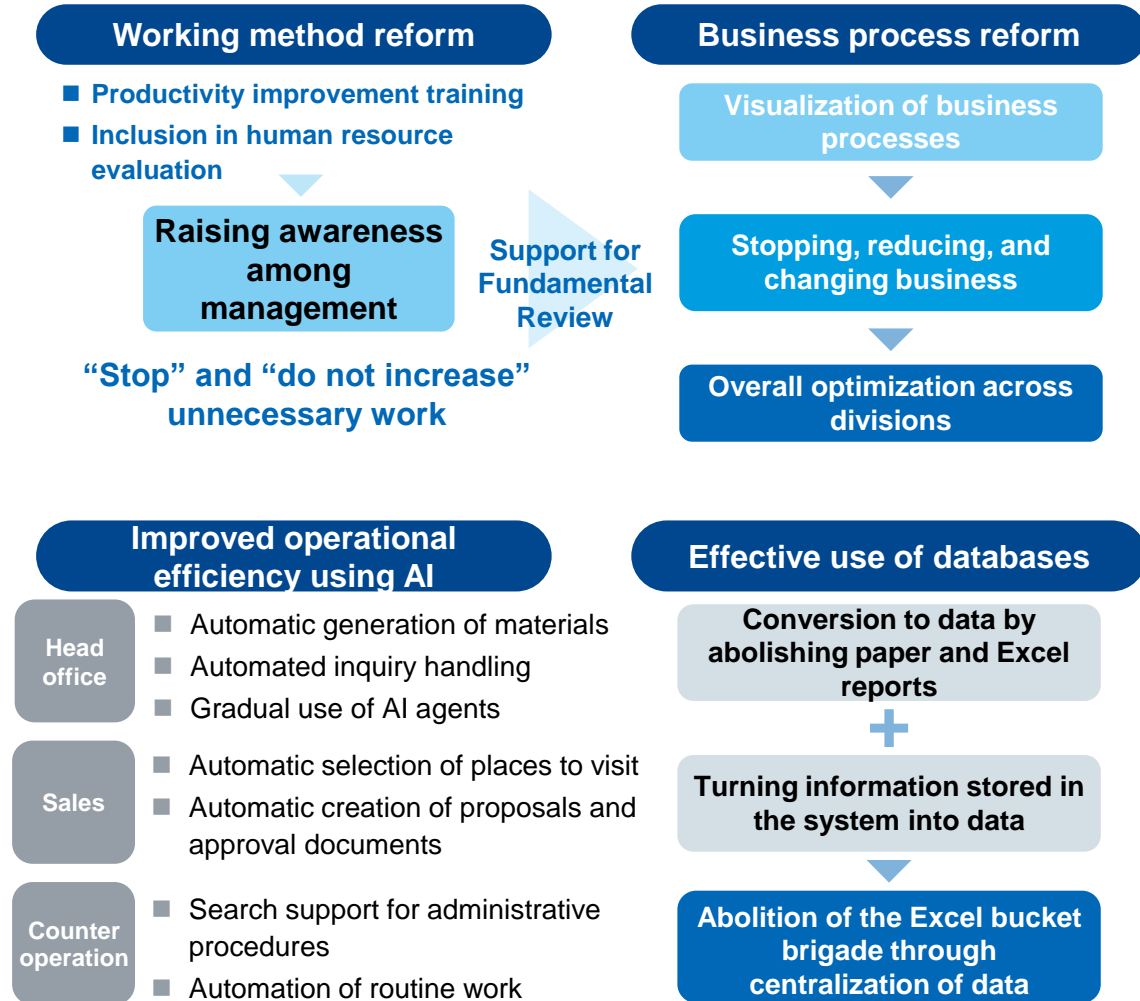 Working method reform
■ Productivity improvement training
■ Inclusion in human resource
evaluation
Raising awareness
among
management
“Stop” and “do not increase”
unnecessary work
Support for
Fundamental
Review
Business process reform
Visualization of business
processes
Stopping, reducing, and
changing business
Overall optimization across
divisions
Improved operational
efficiency using AI
Head
office
■ Automatic generation of materials
■ Automated inquiry handling
■ Gradual use of AI agents
Sales
■ Automatic selection of places to visit
■ Automatic creation of proposals and
approval documents
Counter
operation
■ Search support for administrative
procedures
■ Automation of routine work
Effective use of databases
Conversion to data by
abolishing paper and Excel
reports
+
Turning information stored in
the system into data
Abolition of the Excel bucket
brigade through
centralization of data